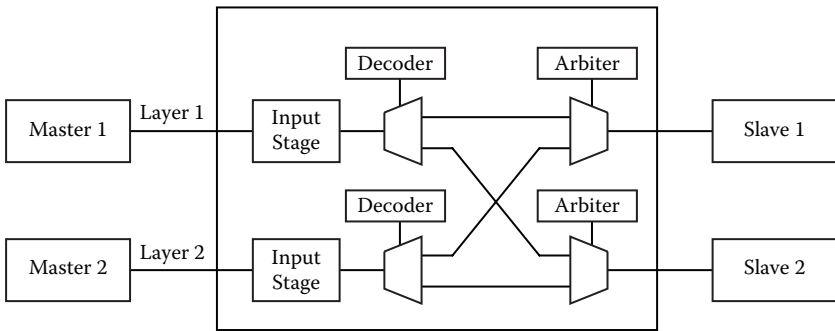 Decoder
Arbiter
Master 1
Layer 1
Input
Stage
Slave 1
Decoder
Arbiter
Master 2
Layer 2
Input
Stage
Slave 2